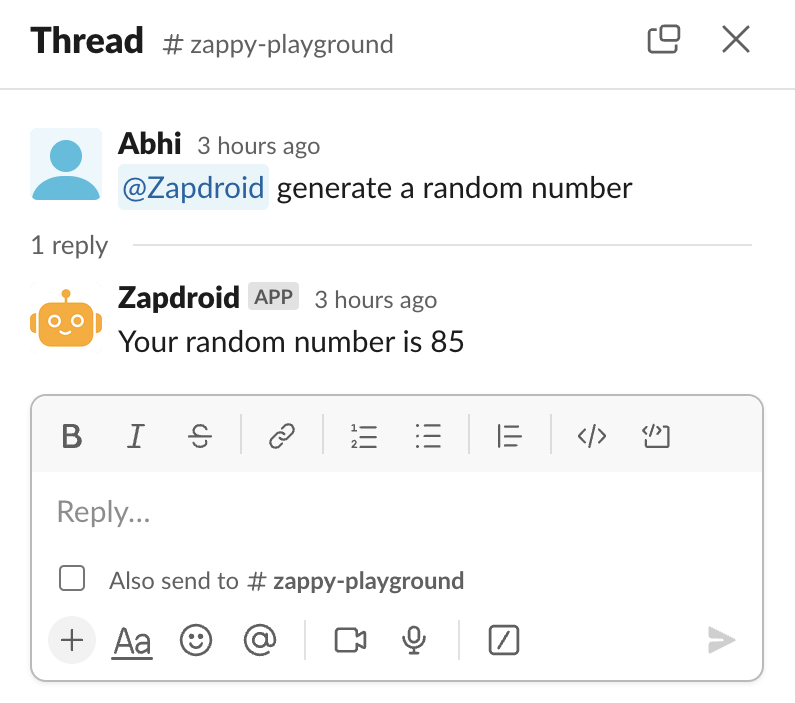 Thread # zappy-playground
Abhi 3 hours ago
@Zapdroid generate a random number
1 reply
Zapdroid APP 3 hours ago
Your random number is 85
B I S
Reply...
Also send to # zappy-playground
Aa